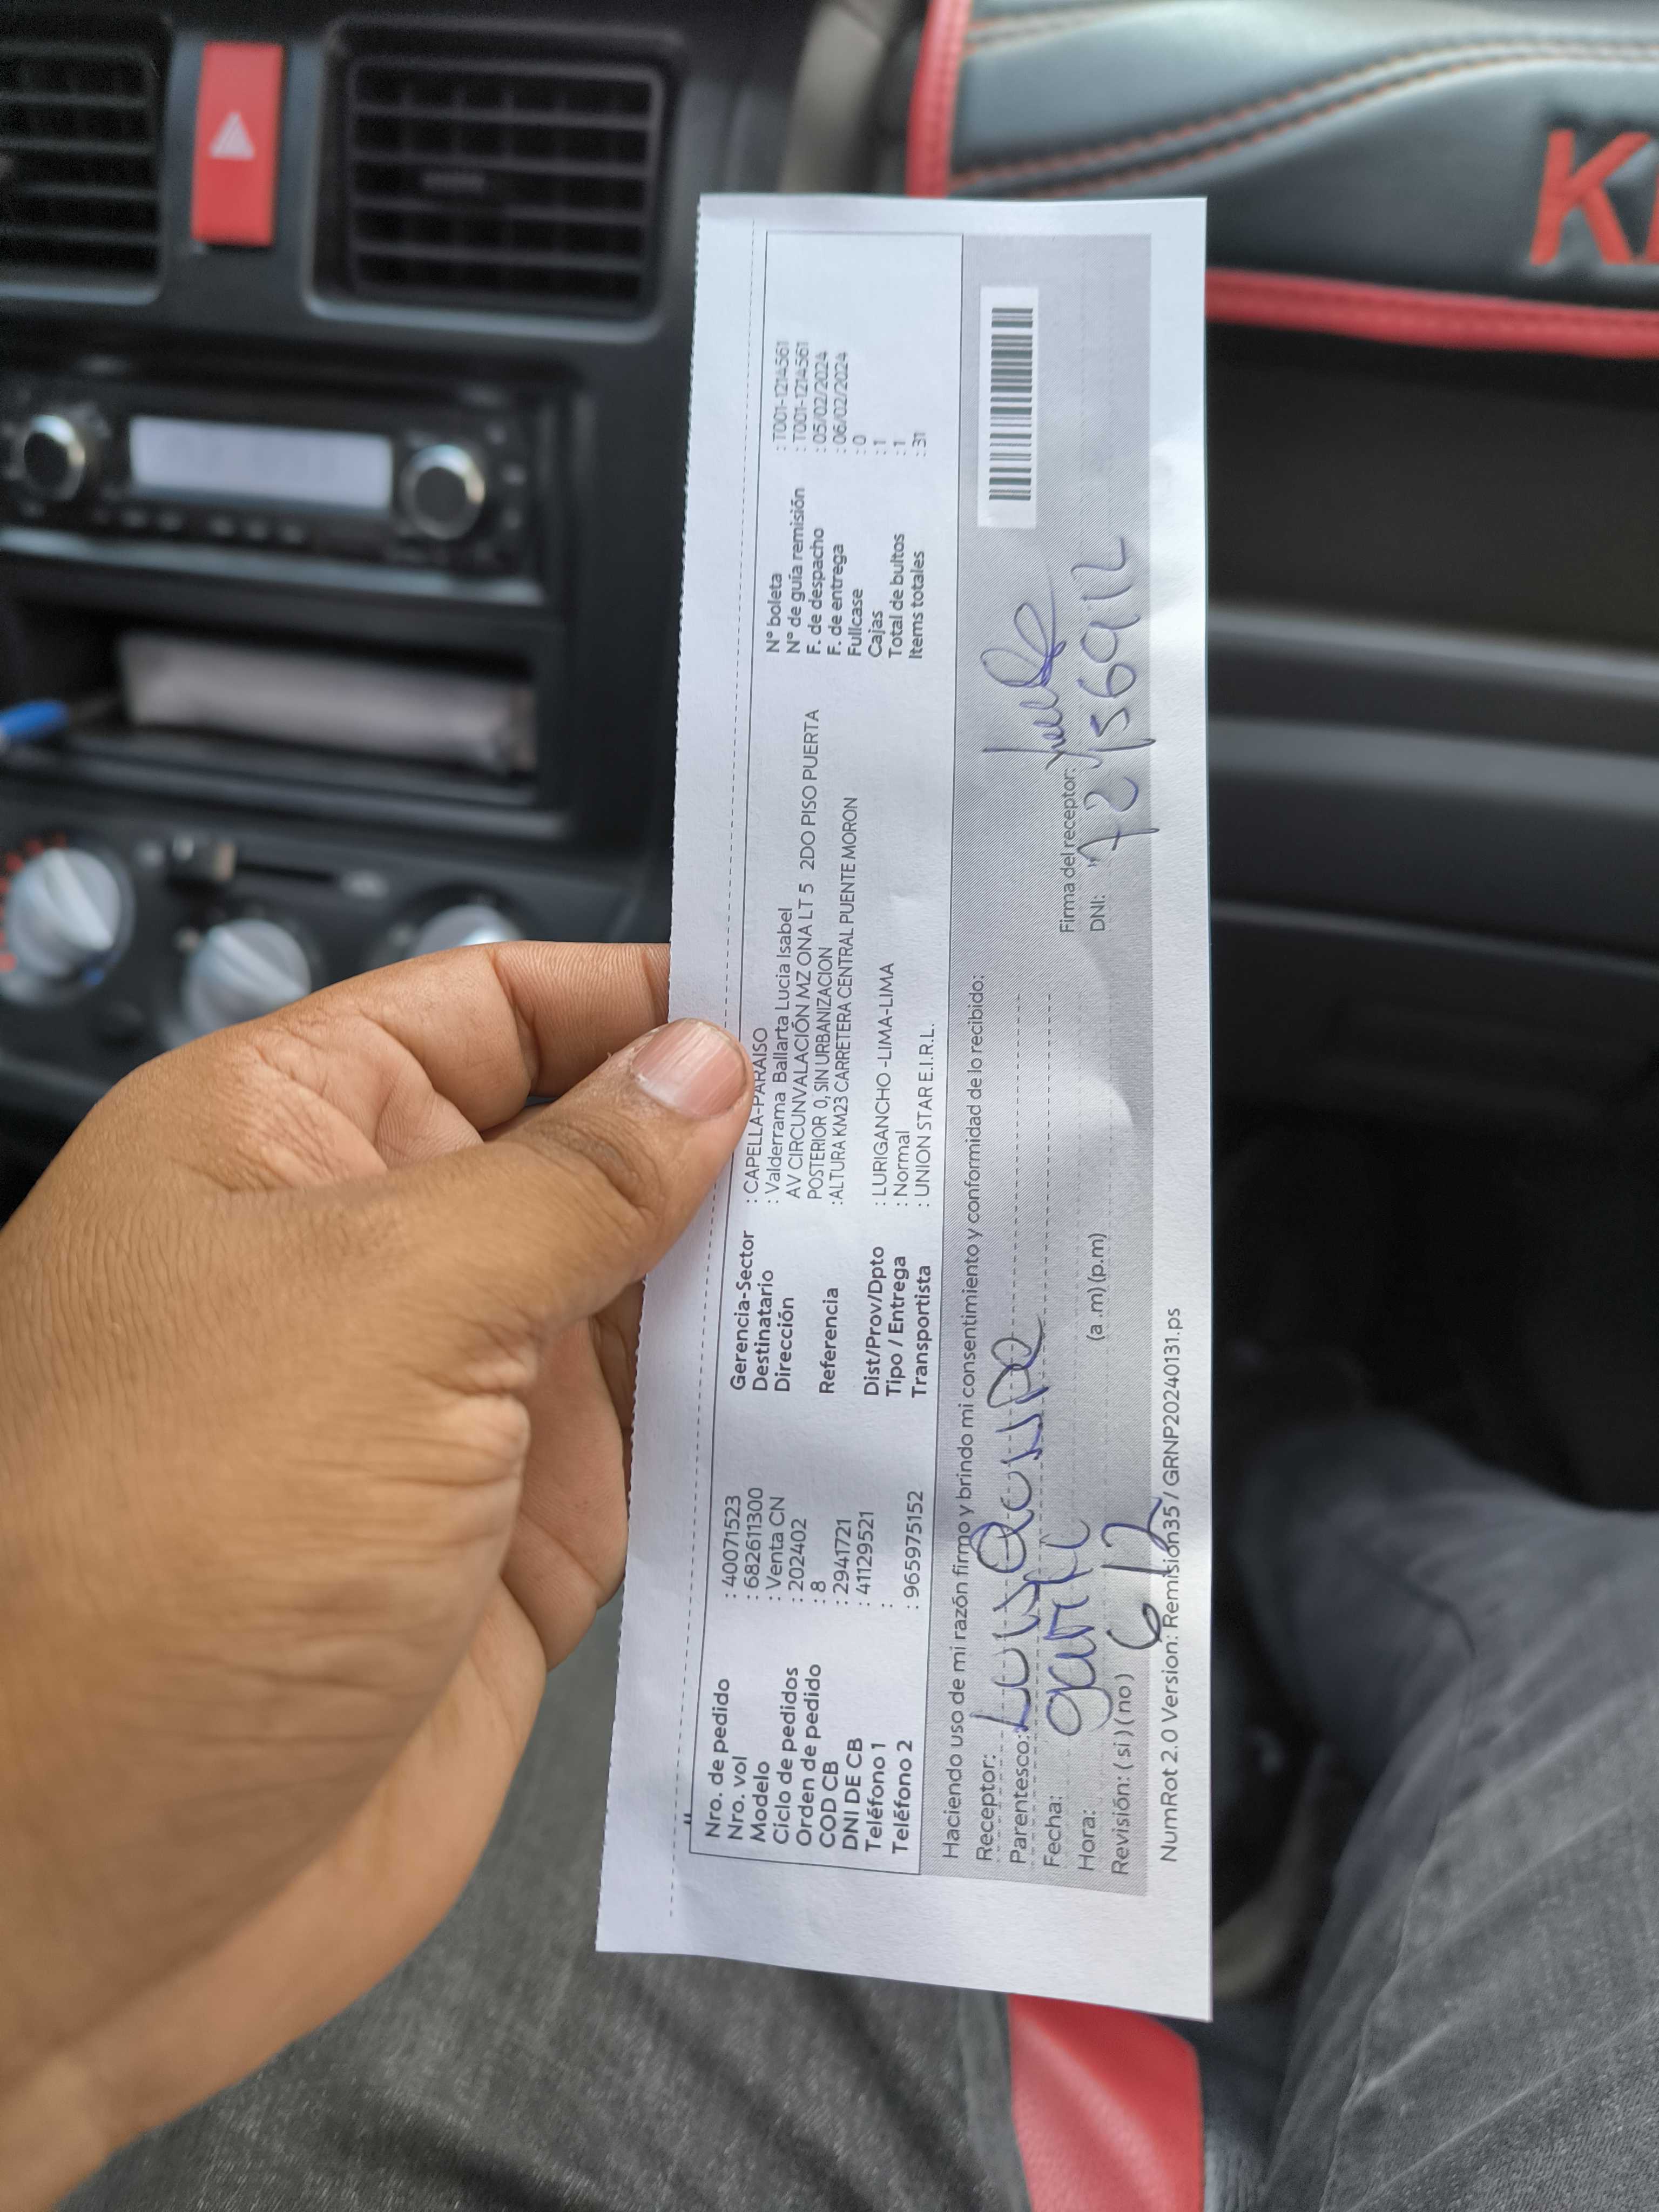 Nro. de pedido : 40071523
Nro. vol : 682611300
Modelo : Venta CN
Ciclo de pedidos : 202402
Orden de pedido : 8
COD CB : 2941721
DNI DE CB : 41129521
Teléfono 1 :
Teléfono 2 : 965975152
Gerencia-Sector : CAPELLA-PARAISO
Destinatario : Valderrama Ballarta Lucia Isabel
Dirección AV CIRCUNVALACIÓN MZ ONA LT 5 2DO PISO PUERTA
POSTERIOR 0, SIN URBANIZACION
Referencia :ALTURA KM23 CARRETERA CENTRAL PUENTE MORON
Dist/Prov/Dpto : LURIGANCHO -LIMA-LIMA
Tipo / Entrega : Normal
Transportista : UNION STAR E.I.R.L.
N° boleta : T001-1214561
N° de guía remisión : T001-1214561
F. de despacho : 05/02/2024
F. de entrega : 06/02/2024
Fullcase : 0
Cajas : 1
Total de bultos : 1
Items totales : 31
Haciendo uso de mi razón firmo y brindo mi consentimiento y conformidad de lo recibido:
Receptor: Luis
Parentesco:
Fecha:
Hora: (a .m) (p.m)
Revisión: ( si ) ( no ) 6 12
Firma del receptor:
DNI: 72156912
NumRot 2.0 Version: Remision35 / GRNP20240131.ps
K